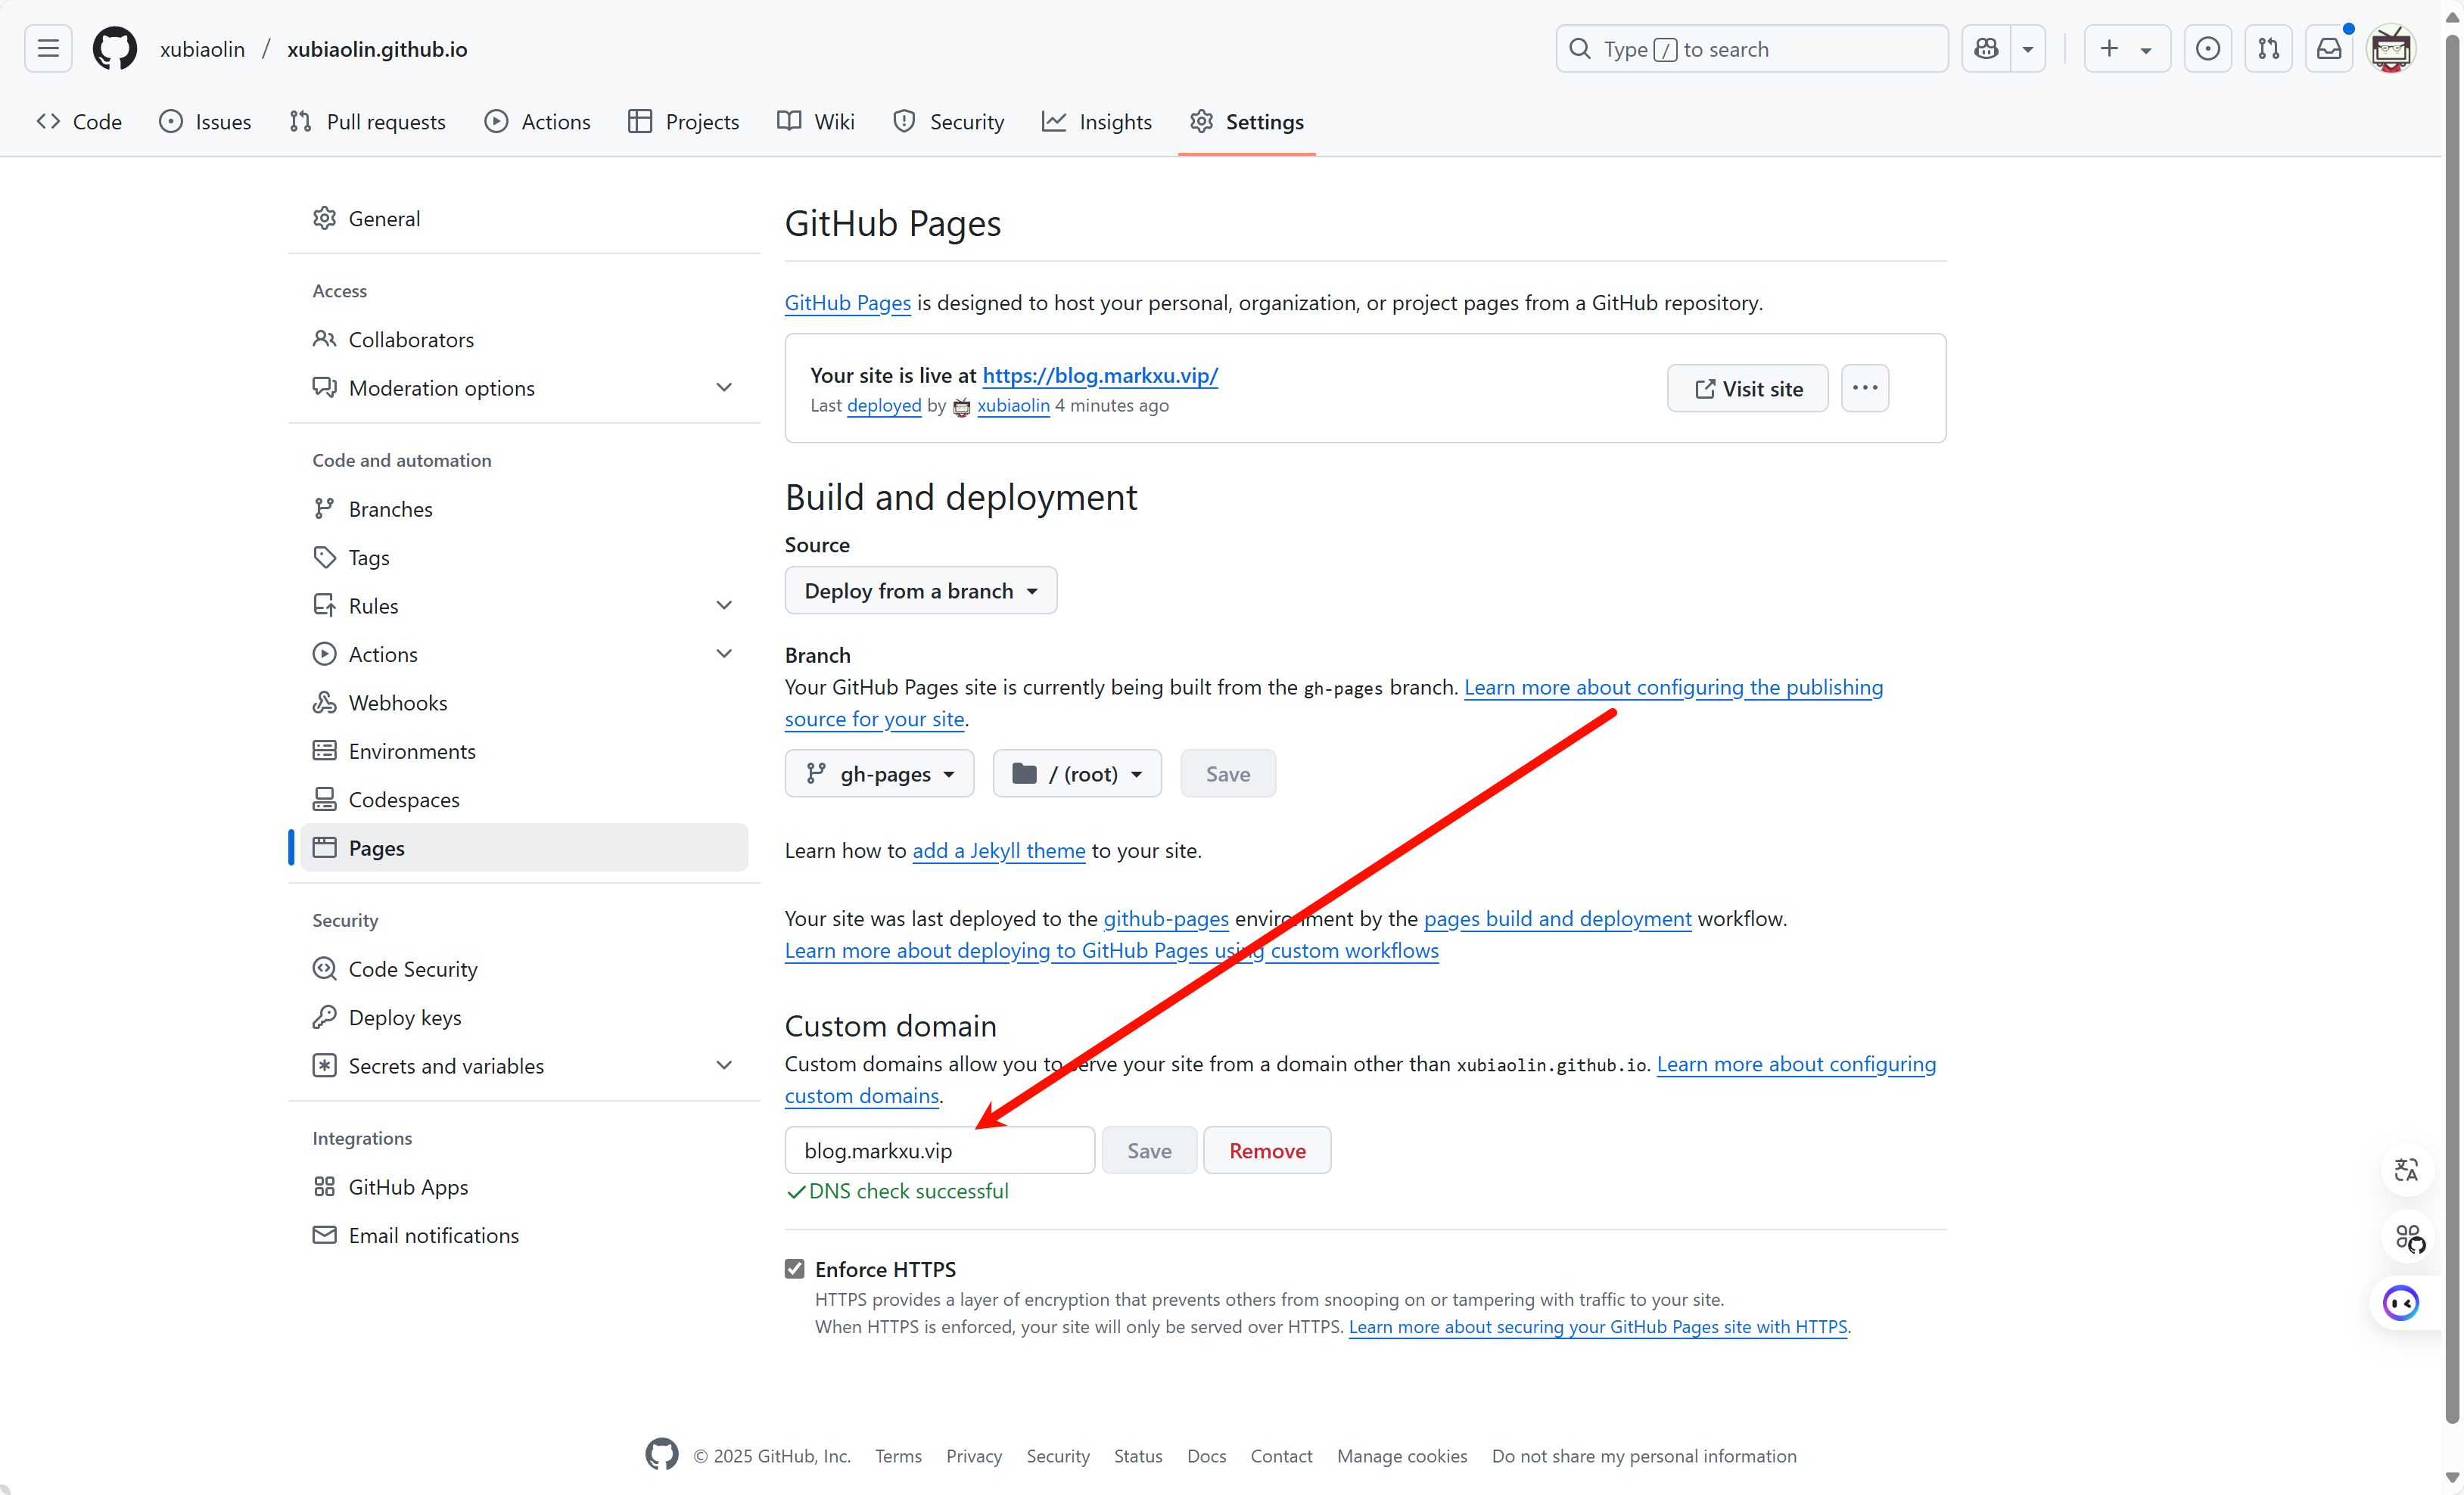 xubiaolin / xubiaolin.github.io
Type / to search
Code
Issues
Pull requests
Actions
Projects
Wiki
Security
Insights
Settings
General
Access
Collaborators
Moderation options
Code and automation
Branches
Tags
Rules
Actions
Webhooks
Environments
Codespaces
Pages
Security
Code Security
Deploy keys
Secrets and variables
Integrations
GitHub Apps
Email notifications
GitHub Pages
GitHub Pages is designed to host your personal, organization, or project pages from a GitHub repository.
Your site is live at https://blog.markxu.vip/
Last deployed by xubiaolin 4 minutes ago
Visit site
Build and deployment
Source
Deploy from a branch
Branch
Your GitHub Pages site is currently being built from the gh-pages branch. Learn more about configuring the publishing
source for your site.
gh-pages
/ (root)
Save
Learn how to add a Jekyll theme to your site.
Your site was last deployed to the github-pages environment by the pages build and deployment workflow.
Learn more about deploying to GitHub Pages using custom workflows
Custom domain
Custom domains allow you to serve your site from a domain other than xubiaolin.github.io. Learn more about configuring
custom domains.
blog.markxu.vip
Save
Remove
DNS check successful
Enforce HTTPS
HTTPS provides a layer of encryption that prevents others from snooping on or tampering with traffic to your site.
When HTTPS is enforced, your site will only be served over HTTPS. Learn more about securing your GitHub Pages site with HTTPS.
© 2025 GitHub, Inc.
Terms
Privacy
Security
Status
Docs
Contact
Manage cookies
Do not share my personal information